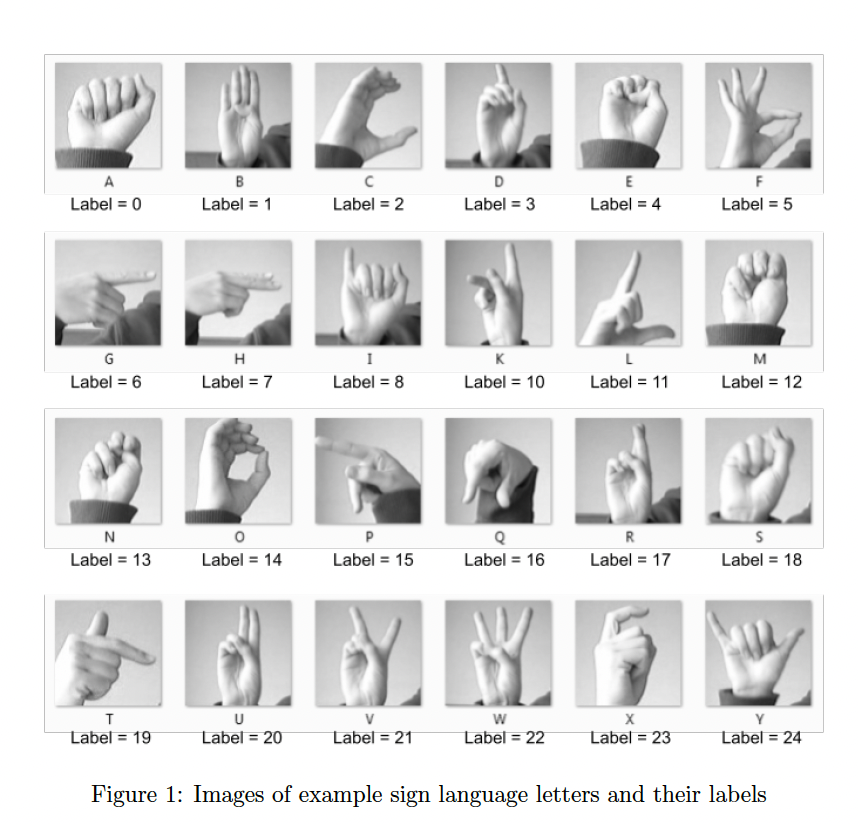 A B C D E F
Label = 0 Label = 1 Label = 2 Label = 3 Label = 4 Label = 5
G H I K L M
Label = 6 Label = 7 Label = 8 Label = 10 Label = 11 Label = 12
N O P Q R S
Label = 13 Label = 14 Label = 15 Label = 16 Label = 17 Label = 18
T U V W X Y
Label = 19 Label = 20 Label = 21 Label = 22 Label = 23 Label = 24
Figure 1: Images of example sign language letters and their labels